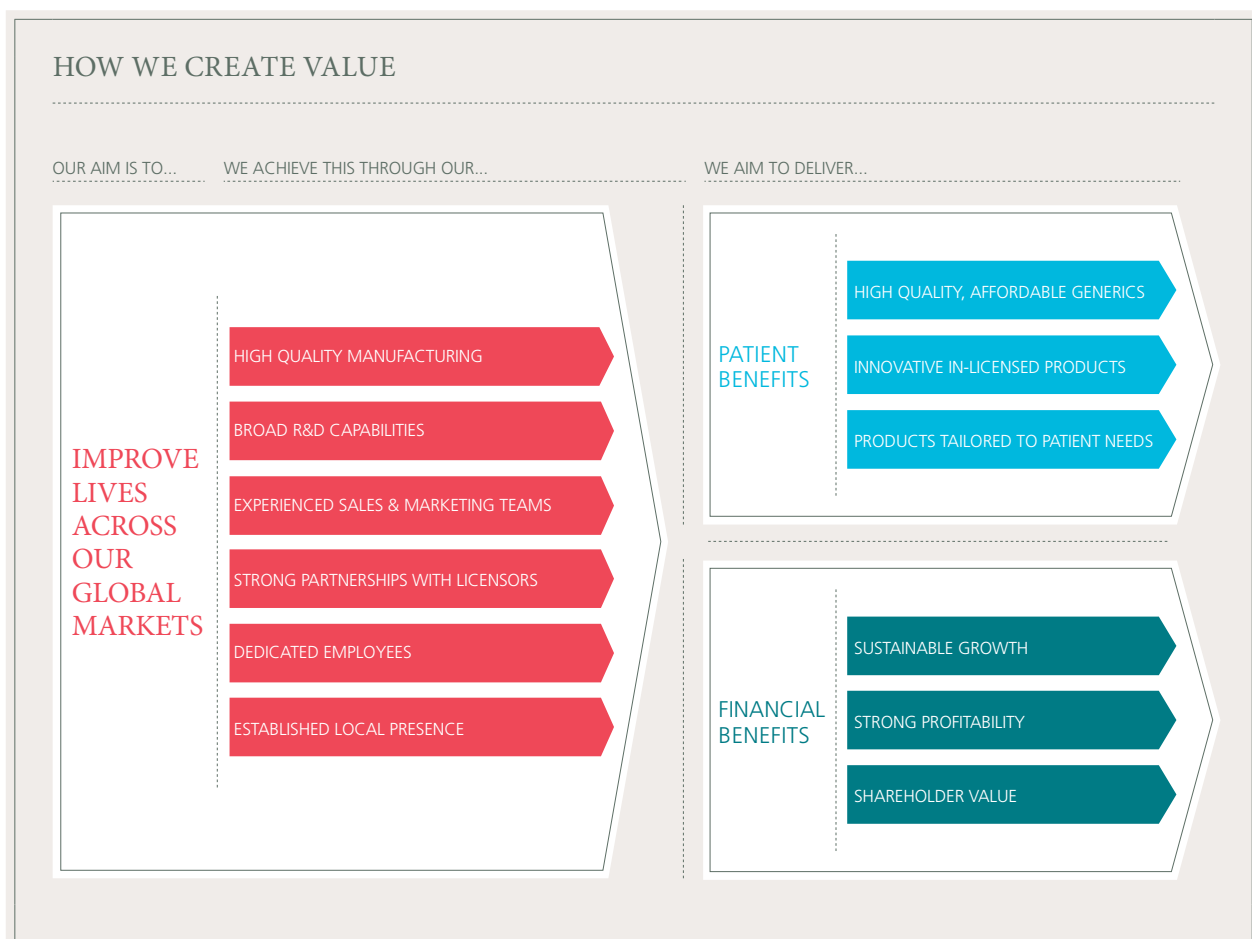 HOW WE CREATE VALUE
OUR AIM IS TO...
WE ACHIEVE THIS THROUGH OUR...
WE AIM TO DELIVER...
IMPROVE
LIVES
ACROSS
OUR
GLOBAL
MARKETS
HIGH QUALITY MANUFACTURING
BROAD R&D CAPABILITIES
EXPERIENCED SALES & MARKETING TEAMS
STRONG PARTNERSHIPS WITH LICENSORS
DEDICATED EMPLOYEES
ESTABLISHED LOCAL PRESENCE
PATIENT
BENEFITS
HIGH QUALITY, AFFORDABLE GENERICS
INNOVATIVE IN-LICENSED PRODUCTS
PRODUCTS TAILORED TO PATIENT NEEDS
FINANCIAL
BENEFITS
SUSTAINABLE GROWTH
STRONG PROFITABILITY
SHAREHOLDER VALUE